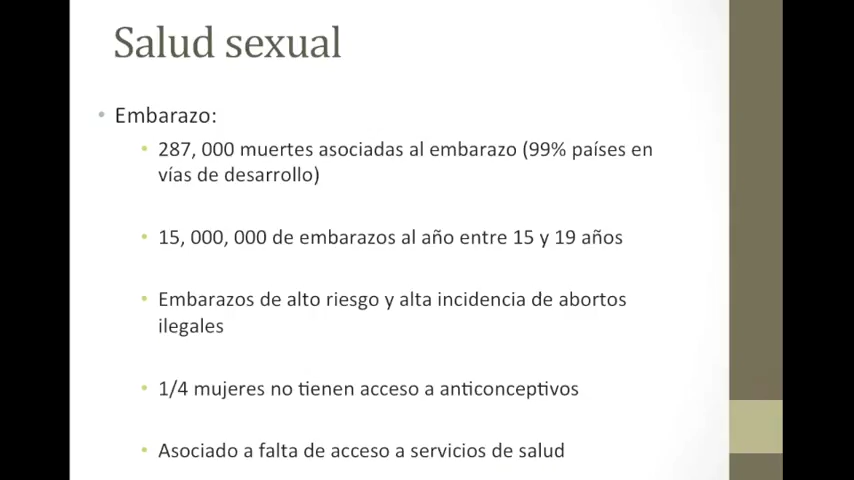 Salud sexual
• Embarazo:
• 287, 000 muertes asociadas al embarazo (99% países en
vías de desarrollo)
• 15, 000, 000 de embarazos al año entre 15 y 19 años
• Embarazos de alto riesgo y alta incidencia de abortos
ilegales
• 1/4 mujeres no tienen acceso a anticonceptivos
• Asociado a falta de acceso a servicios de salud